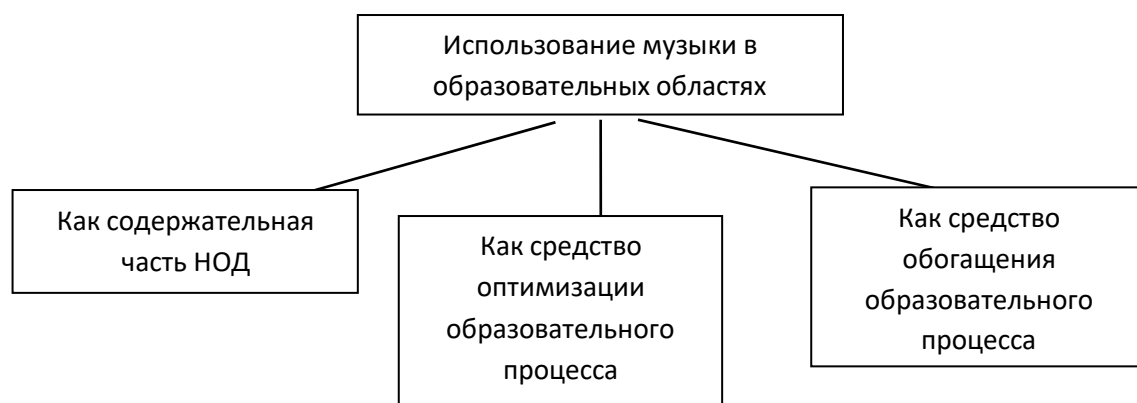 Использование музыки в
образовательных областях
Как содержательная
часть НОД
Как средство
оптимизации
образовательного
процесса
Как средство
обогащения
образовательного
процесса